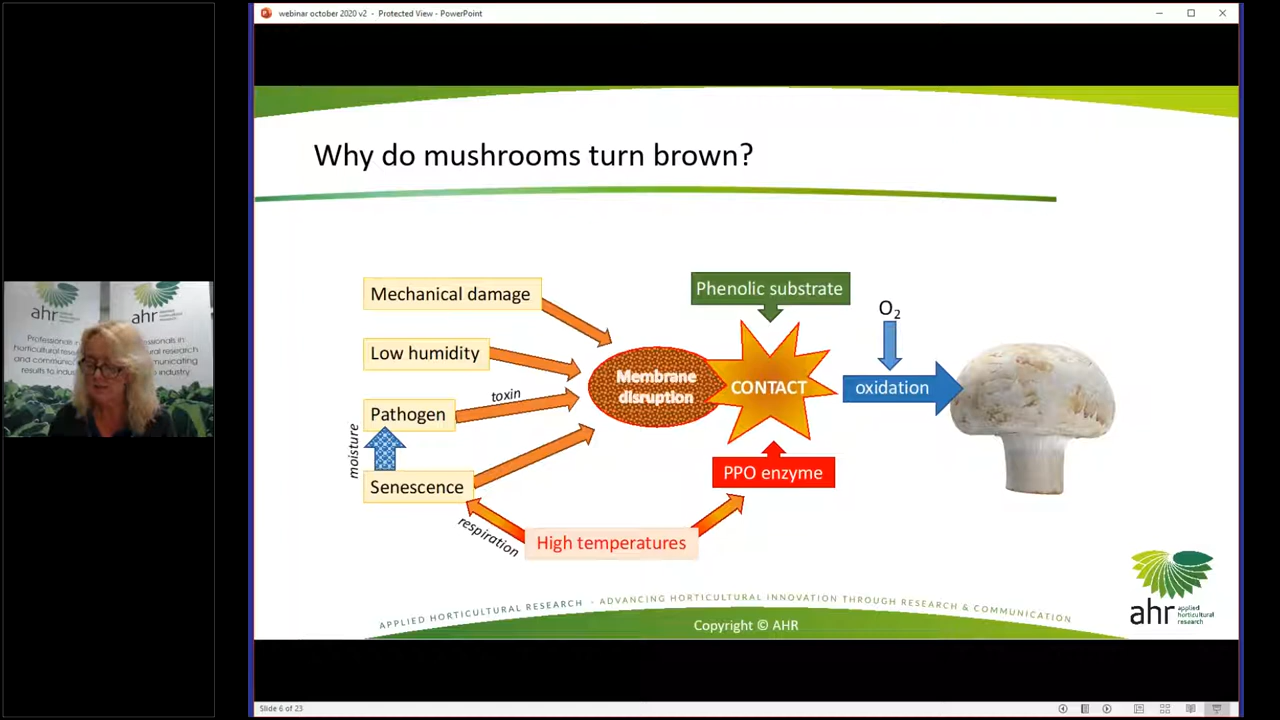 webinar october 2020 v2 - Protected View - PowerPoint
Why do mushrooms turn brown?
Mechanical damage
Low humidity
Pathogen
toxin
moisture
Senescence
respiration
High temperatures
Membrane
disruption
Phenolic substrate
CONTACT
PPO enzyme
O₂
oxidation
APPLIED HORTICULTURAL RESEARCH - ADVANCING HORTICULTURAL INNOVATION THROUGH RESEARCH & COMMUNICATION
Copyright © AHR
ahr applied
horticultural
research
ahr
ahr
Slide 6 of 23